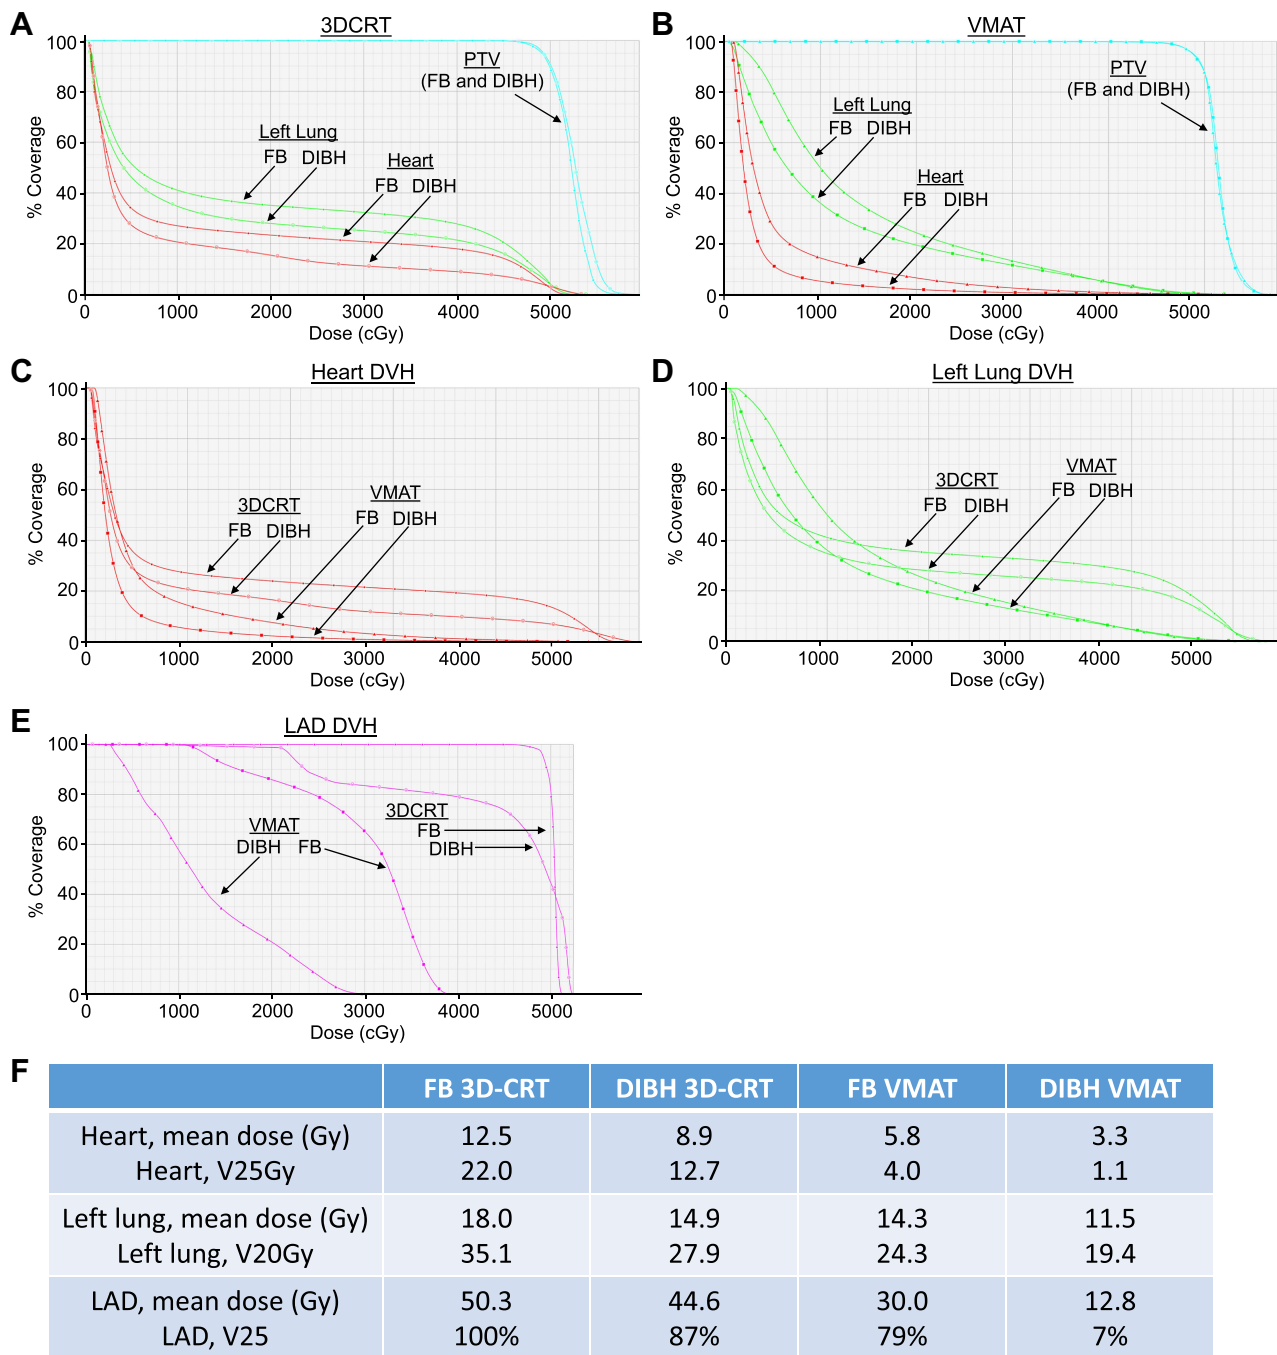 A
3DCRT
100
80
60
40
20
0
% Coverage
PTV
(FB and DIBH)
Left Lung
FB DIBH
Heart
FB DIBH
0 1000 2000 3000 4000 5000
Dose (cGy)
B
VMAT
100
80
60
40
20
0
% Coverage
PTV
(FB and DIBH)
Left Lung
FB DIBH
Heart
FB DIBH
0 1000 2000 3000 4000 5000
Dose (cGy)
C
Heart DVH
100
80
60
40
20
0
% Coverage
3DCRT
FB DIBH
VMAT
FB DIBH
0 1000 2000 3000 4000 5000
Dose (cGy)
D
Left Lung DVH
100
80
60
40
20
0
% Coverage
3DCRT
FB DIBH
VMAT
FB DIBH
0 1000 2000 3000 4000 5000
Dose (cGy)
E
LAD DVH
100
80
60
40
20
0
% Coverage
VMAT
DIBH FB
3DCRT
FB
DIBH
0 1000 2000 3000 4000 5000
Dose (cGy)
F
FB 3D-CRT DIBH 3D-CRT FB VMAT DIBH VMAT
Heart, mean dose (Gy) 12.5 8.9 5.8 3.3
Heart, V25Gy 22.0 12.7 4.0 1.1
Left lung, mean dose (Gy) 18.0 14.9 14.3 11.5
Left lung, V20Gy 35.1 27.9 24.3 19.4
LAD, mean dose (Gy) 50.3 44.6 30.0 12.8
LAD, V25 100% 87% 79% 7%